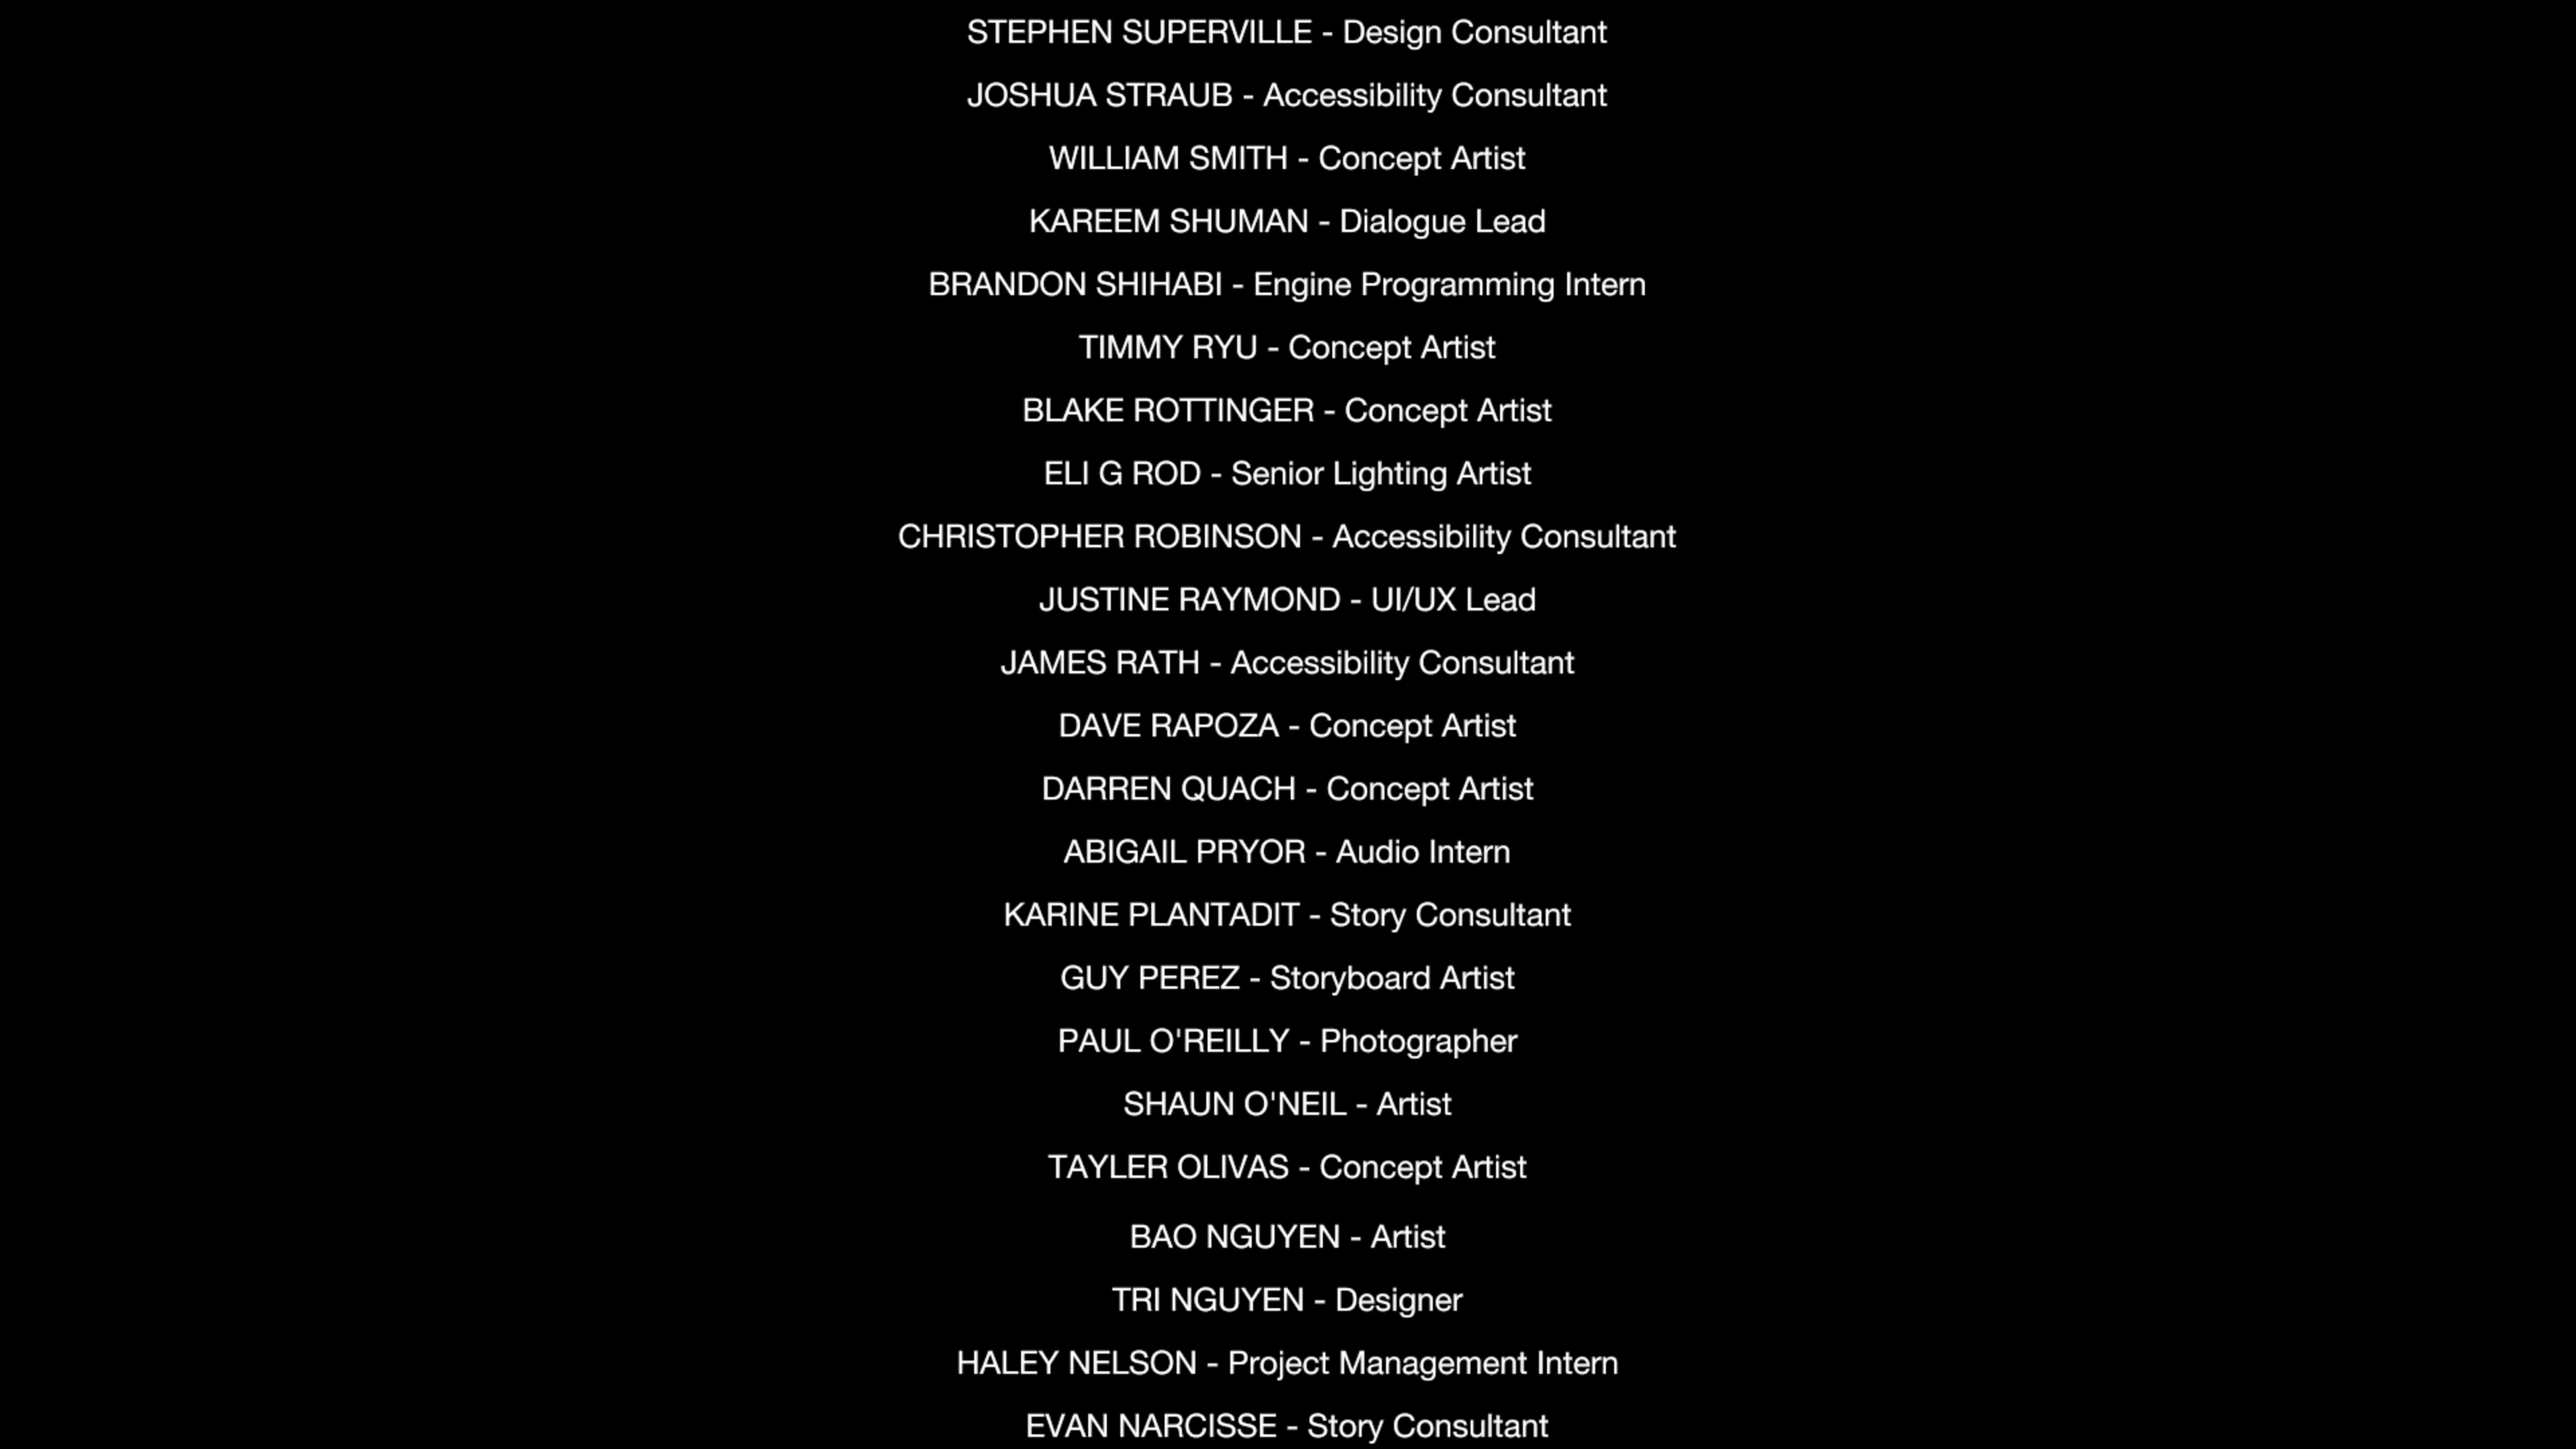 STEPHEN SUPERVILLE - Design Consultant
JOSHUA STRAUB - Accessibility Consultant
WILLIAM SMITH - Concept Artist
KAREEM SHUMAN - Dialogue Lead
BRANDON SHIHABI - Engine Programming Intern
TIMMY RYU - Concept Artist
BLAKE ROTTINGER - Concept Artist
ELI G ROD - Senior Lighting Artist
CHRISTOPHER ROBINSON - Accessibility Consultant
JUSTINE RAYMOND - UI/UX Lead
JAMES RATH - Accessibility Consultant
DAVE RAPOZA - Concept Artist
DARREN QUACH - Concept Artist
ABIGAIL PRYOR - Audio Intern
KARINE PLANTADIT - Story Consultant
GUY PEREZ - Storyboard Artist
PAUL O'REILLY - Photographer
SHAUN O'NEIL - Artist
TAYLER OLIVAS - Concept Artist
BAO NGUYEN - Artist
TRI NGUYEN - Designer
HALEY NELSON - Project Management Intern
EVAN NARCISSE - Story Consultant